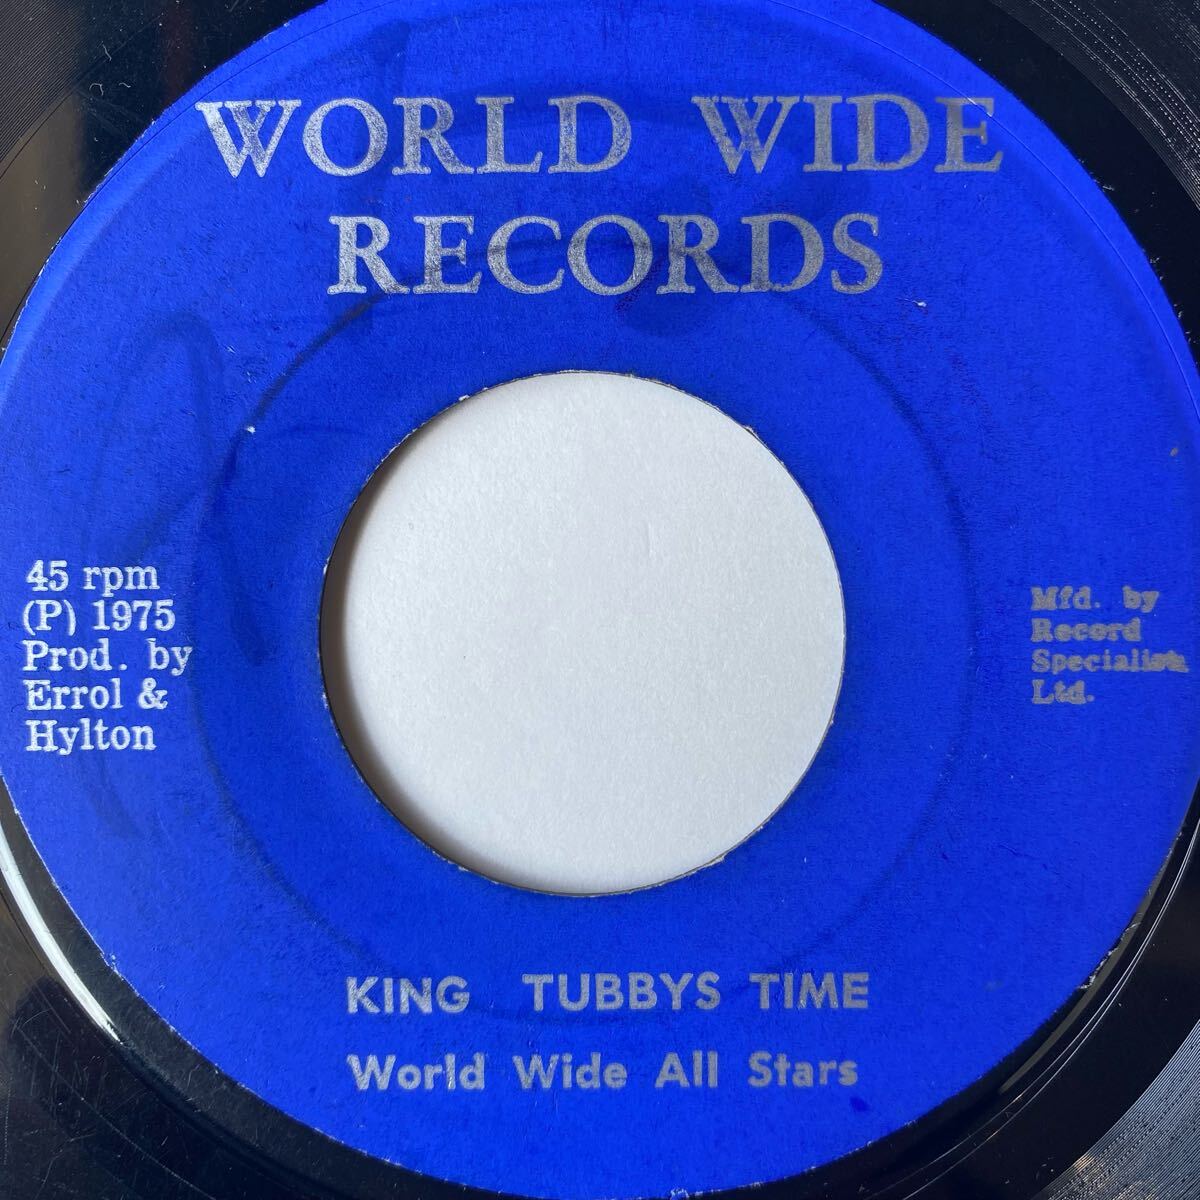 WORLD WIDE
RECORDS
45 rpm
(P) 1975
Prod. by
Errol &
Hylton
Mfd. by
Record
Specialists
Ltd.
KING TUBBYS TIME
World Wide All Stars